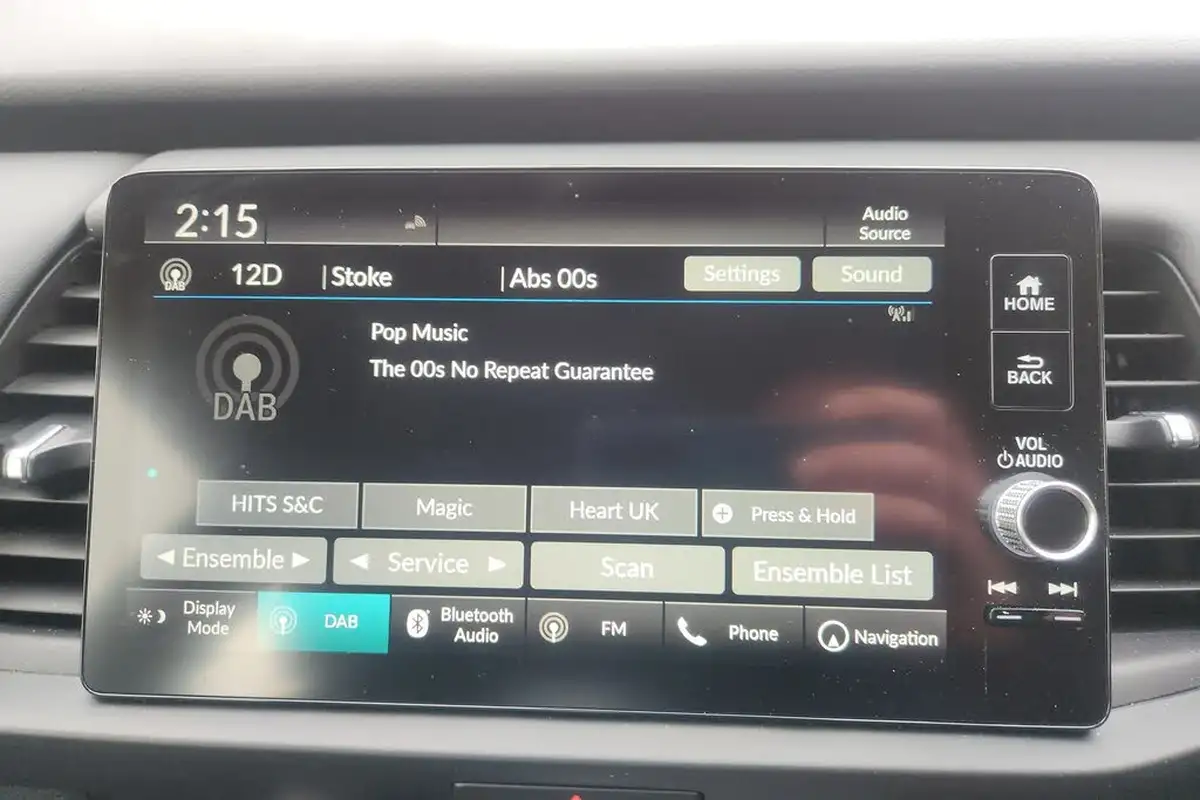 2:15
Audio
Source
DAB
12D
Stoke
Abs 00s
Settings
Sound
HOME
BACK
Pop Music
The 00s No Repeat Guarantee
DAB
VOL
AUDIO
HITS S&C
Magic
Heart UK
Press & Hold
Ensemble
Service
Scan
Ensemble List
Display
Mode
DAB
Bluetooth
Audio
FM
Phone
Navigation